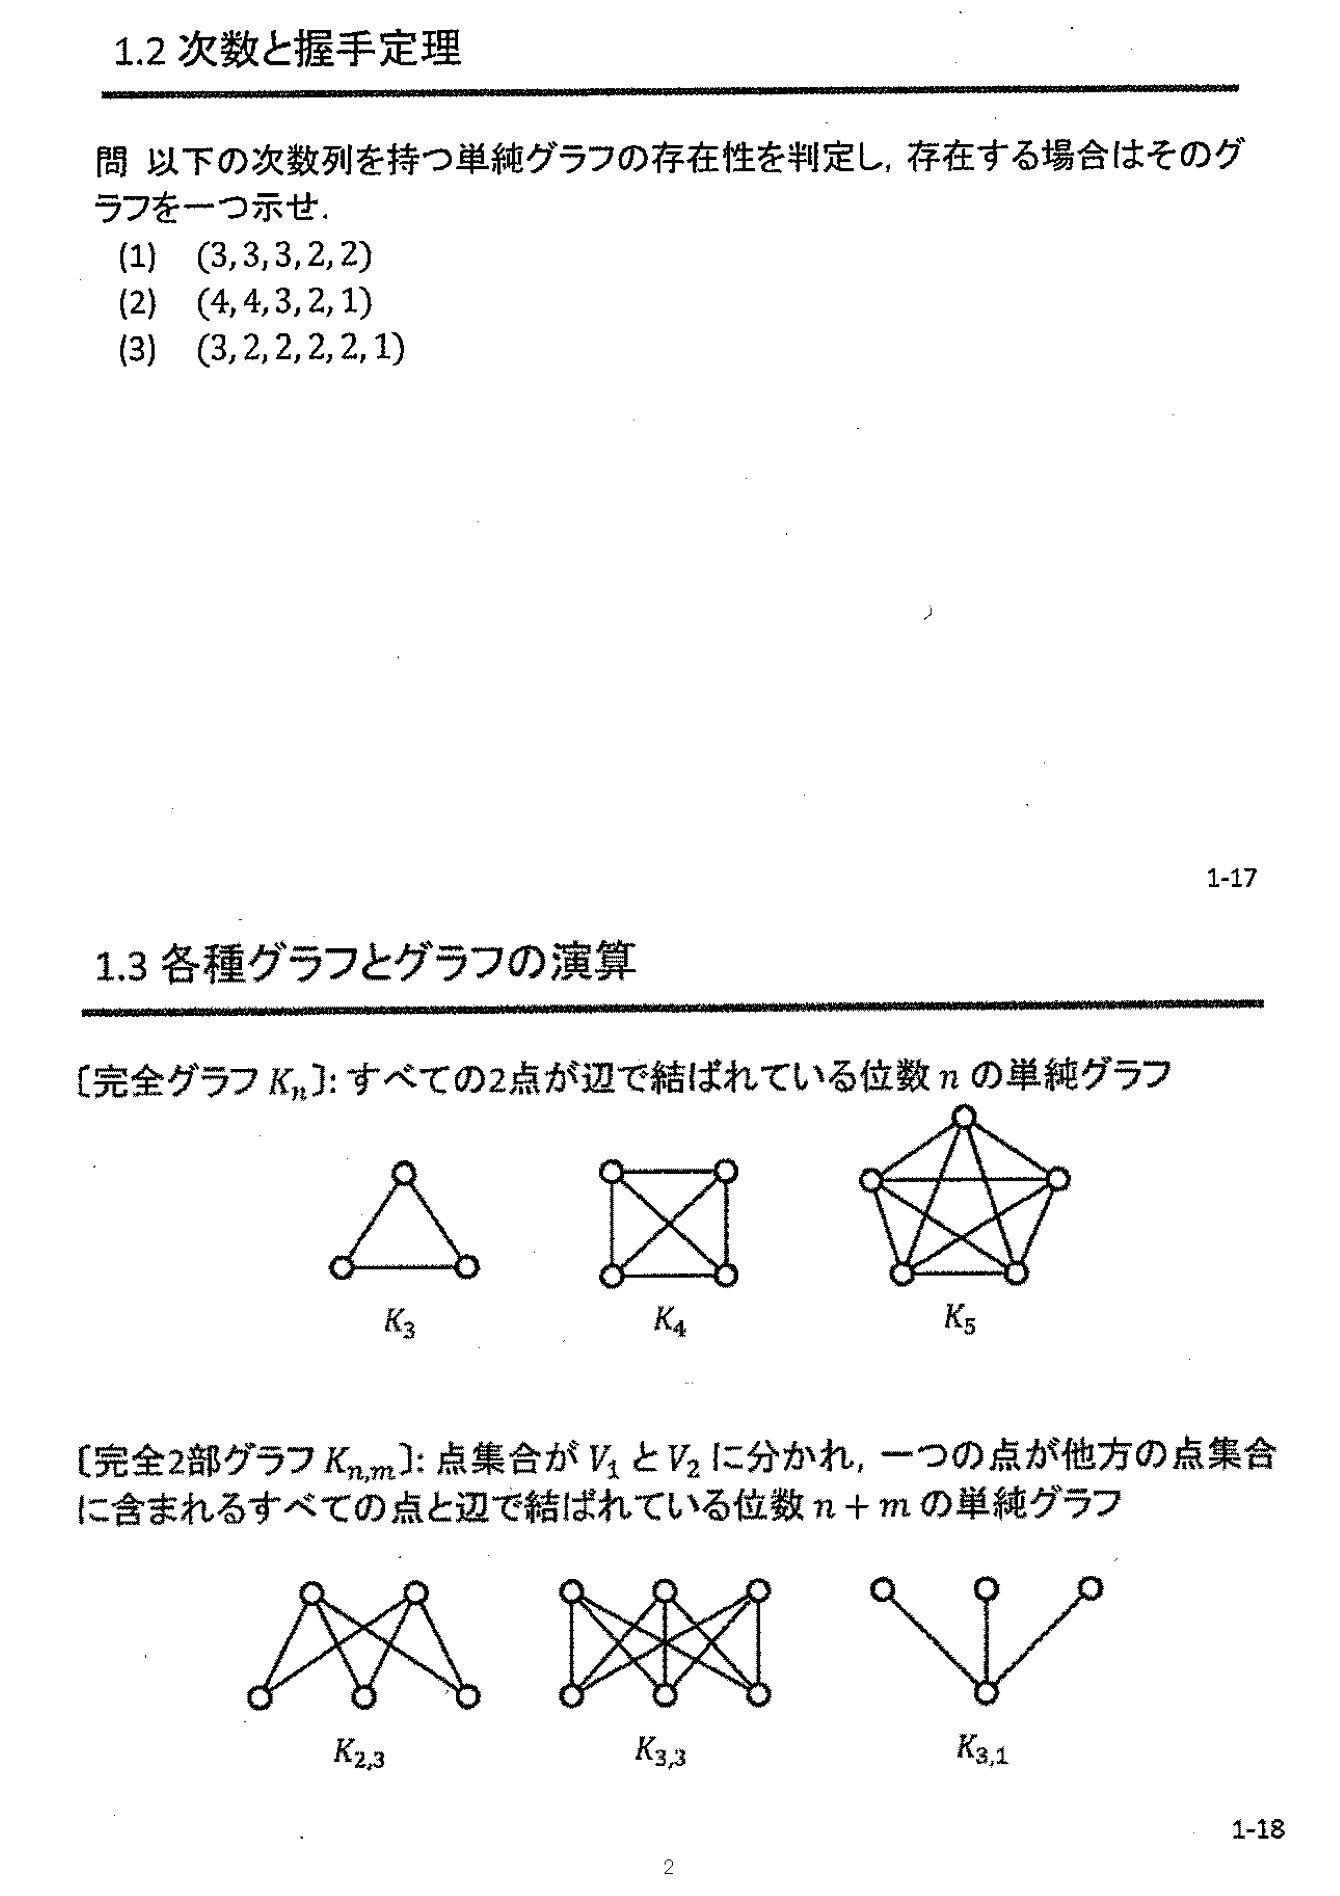 1.2 次数と握手定理
問 以下の次数列を持つ単純グラフの存在性を判定し, 存在する場合はそのグ
ラフを一つ示せ.
(1) (3, 3, 3, 2, 2)
(2) (4, 4, 3, 2, 1)
(3) (3, 2, 2, 2, 2, 1)
1-17
1.3 各種グラフとグラフの演算
〔完全グラフ K_n〕: すべての2点が辺で結ばれている位数 n の単純グラフ
K_3 K_4 K_5
〔完全2部グラフ K_{n,m}〕: 点集合が V_1 と V_2 に分かれ, 一つの点が他方の点集合
に含まれるすべての点と辺で結ばれている位数 n + m の単純グラフ
K_{2,3} K_{3,3} K_{3,1}
1-18
2